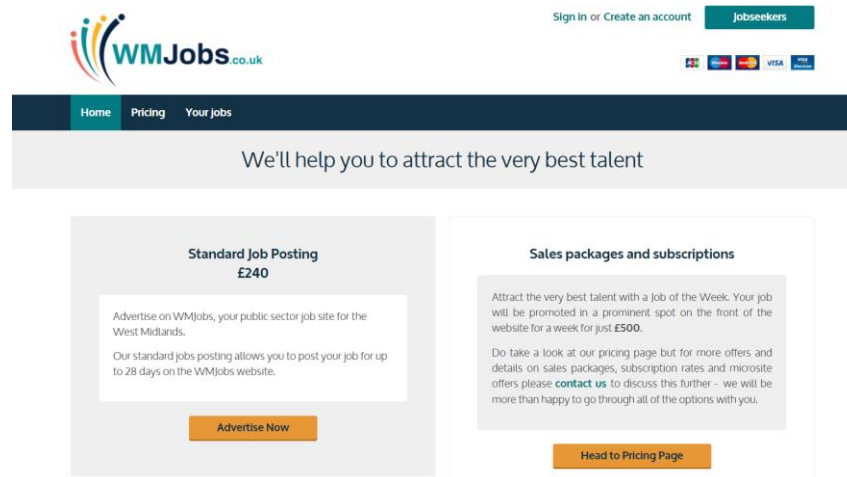 Sign in or Create an account
Jobseekers
WMJobs.co.uk
JCB
VISA
VISA
Home Pricing Your jobs
We'll help you to attract the very best talent
Standard Job Posting
£240
Advertise on WMJobs, your public sector job site for the
West Midlands.
Our standard jobs posting allows you to post your job for up
to 28 days on the WMJobs website.
Advertise Now
Sales packages and subscriptions
Attract the very best talent with a Job of the Week. Your job
will be promoted in a prominent spot on the front of the
website for a week for just £500.
Do take a look at our pricing page but for more offers and
details on sales packages, subscription rates and microsite
offers please contact us to discuss this further - we will be
more than happy to go through all of the options with you.
Head to Pricing Page